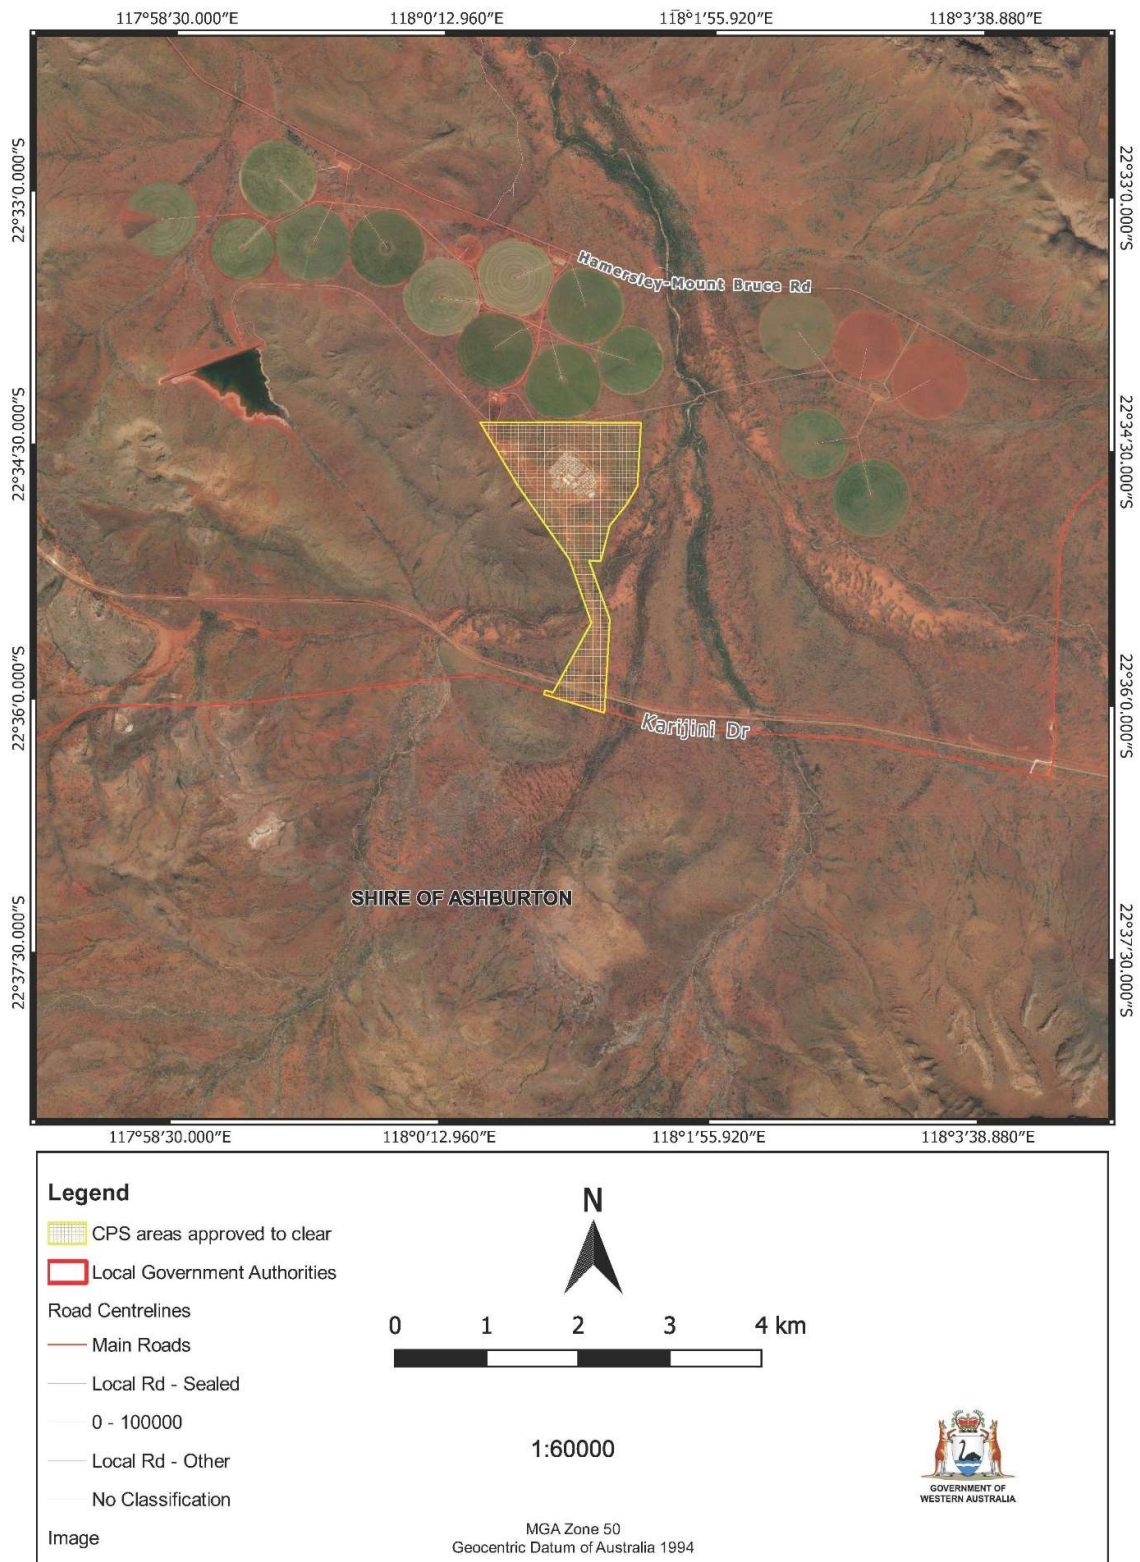 117°58′30.000″E
118°0′12.960″E
118°1′55.920″E
118°3′38.880″E
22°33′0.000″S
22°33′0.000″S
Hamersley-Mount Bruce Rd
22°34′30.000″S
22°34′30.000″S
22°36′0.000″S
22°36′0.000″S
Karijini Dr
SHIRE OF ASHBURTON
22°37′30.000″S
22°37′30.000″S
117°58′30.000″E
118°0′12.960″E
118°1′55.920″E
118°3′38.880″E
Legend
CPS areas approved to clear
Local Government Authorities
Road Centrelines
Main Roads
Local Rd - Sealed
0 - 100000
Local Rd - Other
No Classification
Image
N
0 1 2 3 4 km
1:60000
MGA Zone 50
Geocentric Datum of Australia 1994
GOVERNMENT OF
WESTERN AUSTRALIA